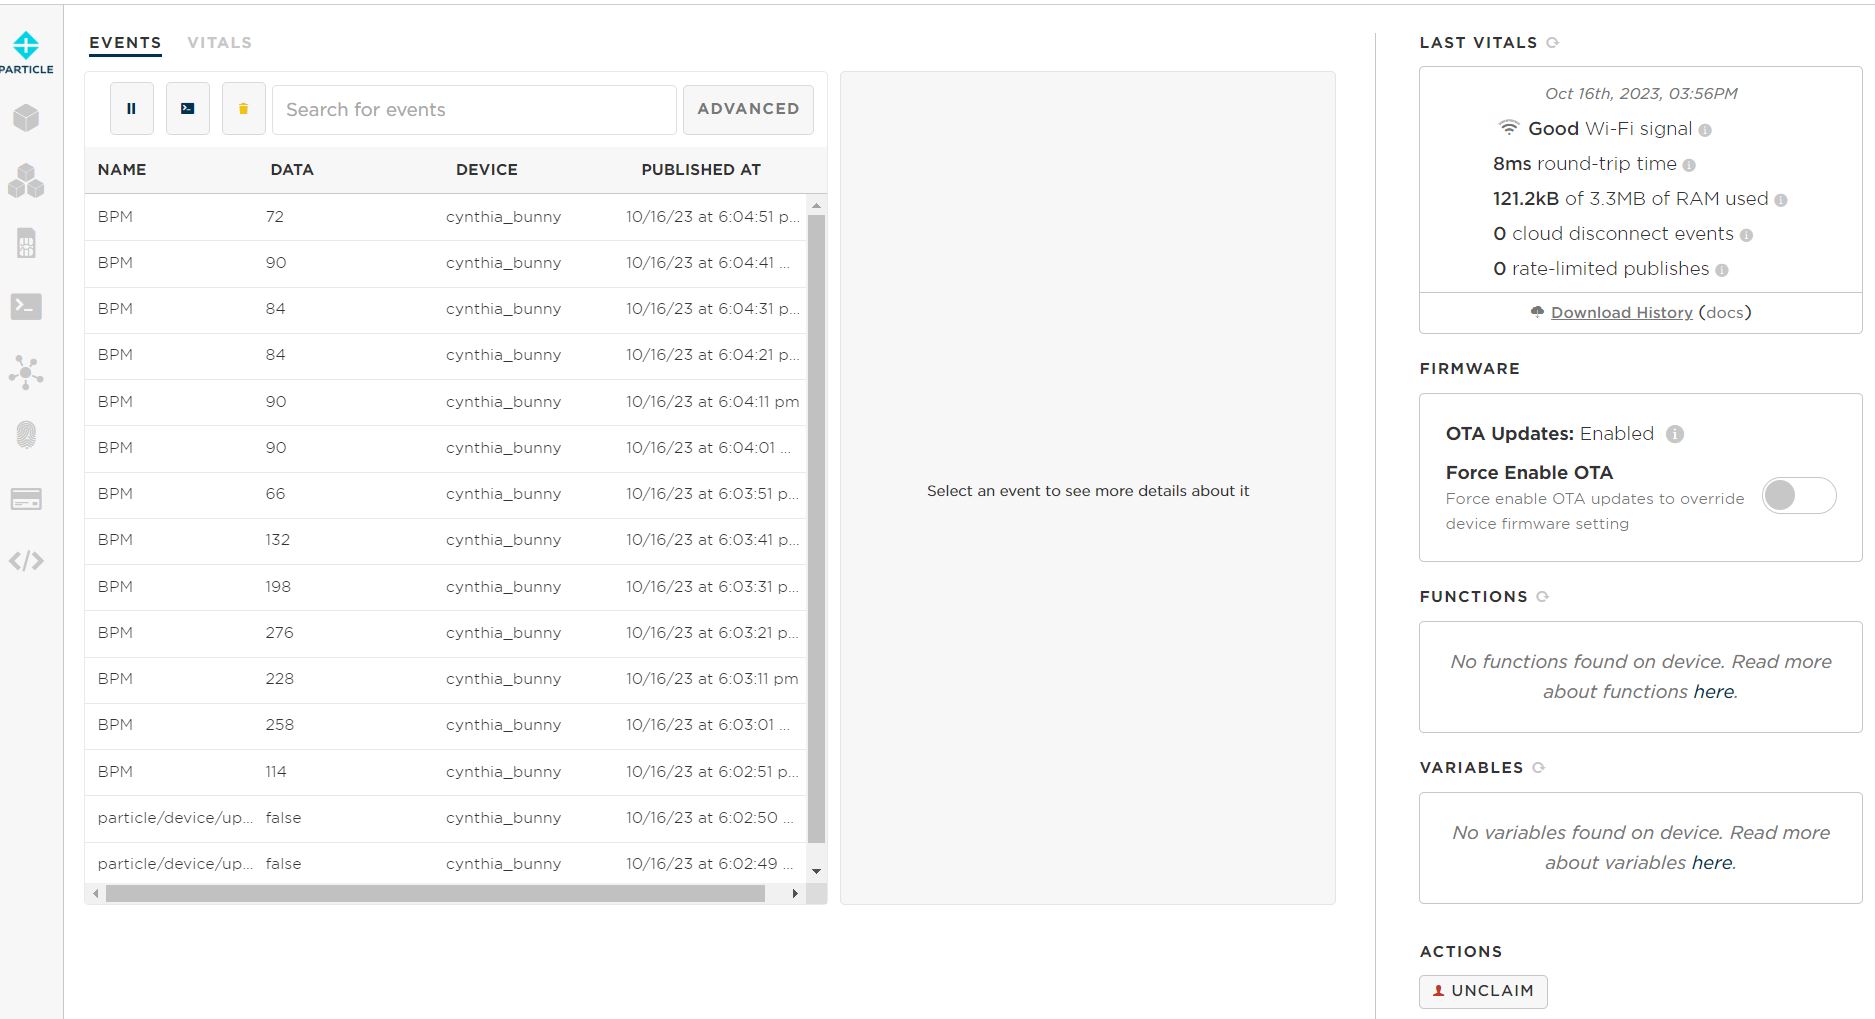 PARTICLE
EVENTS VITALS
Search for events ADVANCED
NAME DATA DEVICE PUBLISHED AT
BPM 72 cynthia_bunny 10/16/23 at 6:04:51 p...
BPM 90 cynthia_bunny 10/16/23 at 6:04:41 ...
BPM 84 cynthia_bunny 10/16/23 at 6:04:31 p...
BPM 84 cynthia_bunny 10/16/23 at 6:04:21 p...
BPM 90 cynthia_bunny 10/16/23 at 6:04:11 pm
BPM 90 cynthia_bunny 10/16/23 at 6:04:01 ...
BPM 66 cynthia_bunny 10/16/23 at 6:03:51 p...
BPM 132 cynthia_bunny 10/16/23 at 6:03:41 p...
BPM 198 cynthia_bunny 10/16/23 at 6:03:31 p...
BPM 276 cynthia_bunny 10/16/23 at 6:03:21 p...
BPM 228 cynthia_bunny 10/16/23 at 6:03:11 pm
BPM 258 cynthia_bunny 10/16/23 at 6:03:01 ...
BPM 114 cynthia_bunny 10/16/23 at 6:02:51 p...
particle/device/up... false cynthia_bunny 10/16/23 at 6:02:50 ...
particle/device/up... false cynthia_bunny 10/16/23 at 6:02:49 ...
Select an event to see more details about it
LAST VITALS
Oct 16th, 2023, 03:56PM
Good Wi-Fi signal
8ms round-trip time
121.2kB of 3.3MB of RAM used
0 cloud disconnect events
0 rate-limited publishes
Download History (docs)
FIRMWARE
OTA Updates: Enabled
Force Enable OTA
Force enable OTA updates to override
device firmware setting
FUNCTIONS
No functions found on device. Read more
about functions here.
VARIABLES
No variables found on device. Read more
about variables here.
ACTIONS
UNCLAIM